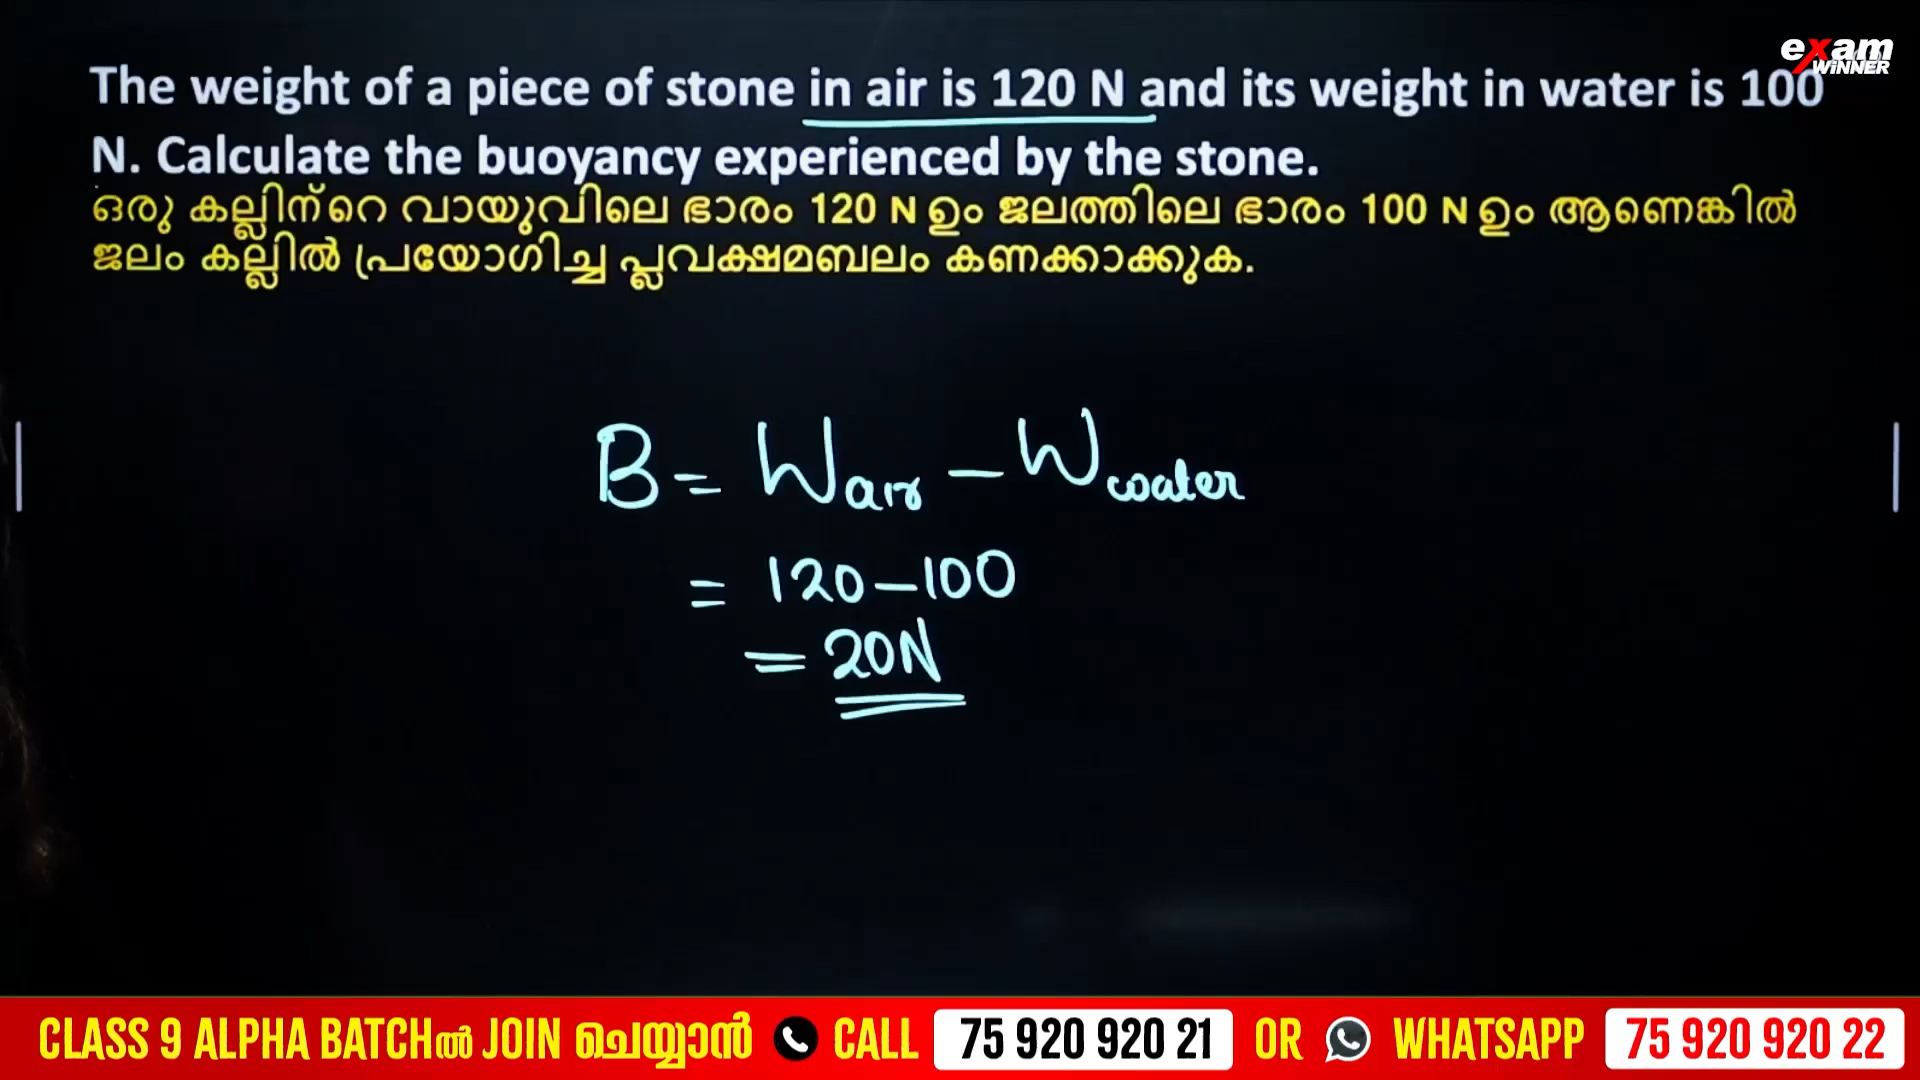 exam
WINNER
The weight of a piece of stone in air is 120 N and its weight in water is 100
N. Calculate the buoyancy experienced by the stone.
ഒരു കല്ലിന്റെ വായുവിലെ ഭാരം 120 N ഉം ജലത്തിലെ ഭാരം 100 N ഉം ആണെങ്കിൽ
ജലം കല്ലിൽ പ്രയോഗിച്ച പ്ലവക്ഷമബലം കണക്കാക്കുക.
B = Wair - Wwater
= 120-100
= 20N
CLASS 9 ALPHA BATCHൽ JOIN ചെയ്യാൻ CALL 75 920 920 21 OR WHATSAPP 75 920 920 22